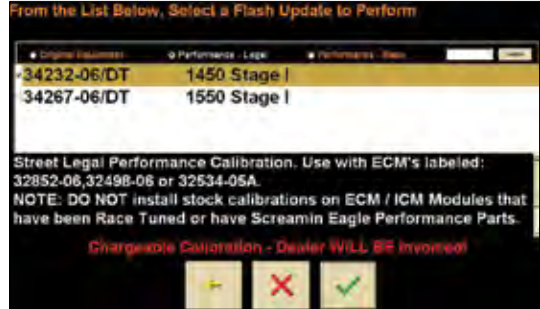 From the List Below, Select a Flash Update to Perform
Original Equipment Performance - Legal Performance - Race
34232-06/DT 1450 Stage I
34267-06/DT 1550 Stage I
Street Legal Performance Calibration. Use with ECM's labeled:
32852-06,32498-06 or 32534-05A.
NOTE: DO NOT install stock calibrations on ECM / ICM Modules that
have been Race Tuned or have Screamin Eagle Performance Parts.
Chargeable Calibration - Dealer WILL BE Invoiced